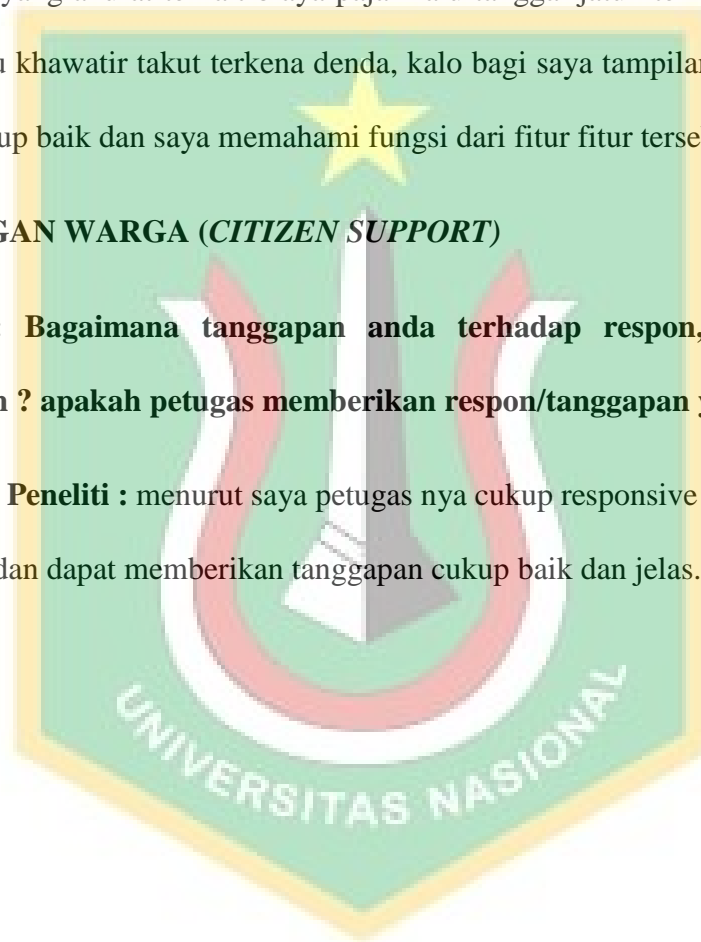 u khawatir takut terkena denda, kalo bagi saya tampilan
up baik dan saya memahami fungsi dari fitur fitur terse
GAN WARGA (CITIZEN SUPPORT)
: Bagaimana tanggapan anda terhadap respon,
n ? apakah petugas memberikan respon/tanggapan y
Peneliti : menurut saya petugas nya cukup responsive
dan dapat memberikan tanggapan cukup baik dan jelas.
UNIVERSITAS NASIONAL